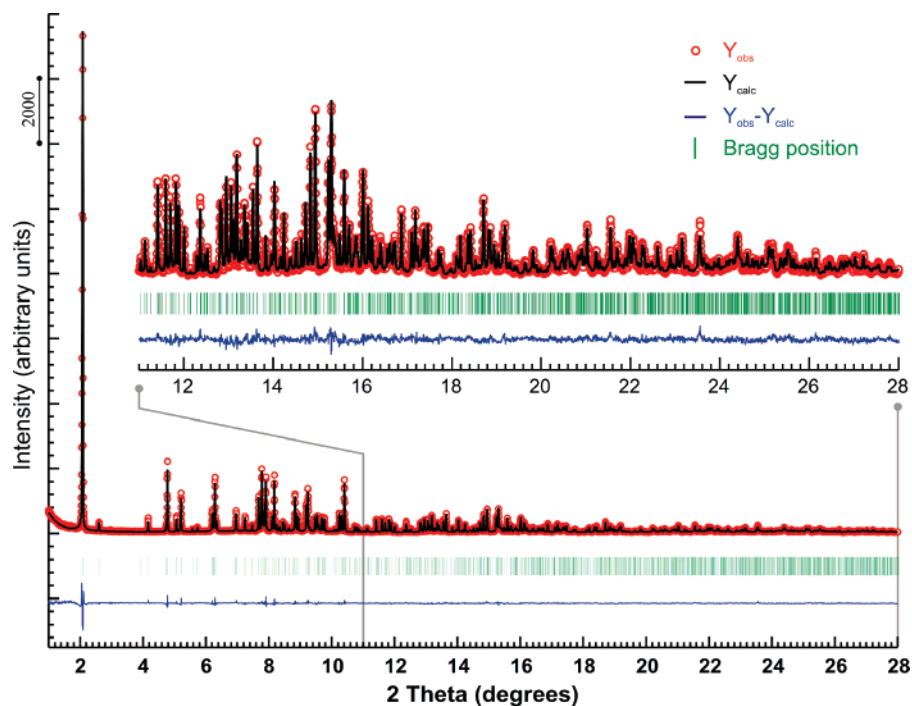 Y_obs
Y_calc
Y_obs-Y_calc
Bragg position
2000
Intensity (arbitrary units)
12 14 16 18 20 22 24 26 28
2 4 6 8 10 12 14 16 18 20 22 24 26 28
2 Theta (degrees)